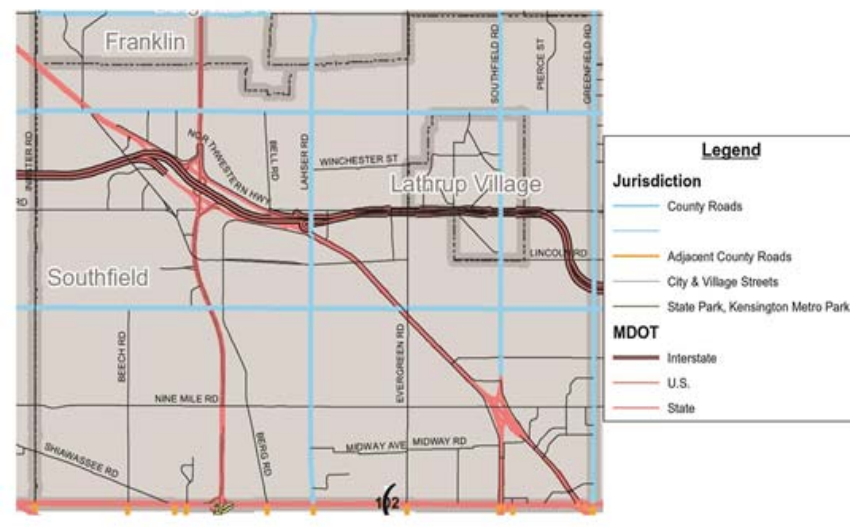 Franklin
SOUTHFIELD RD
PIERCE ST
GREENFIELD RD
NORTHWESTERN HWY
BELL RD
LAHSER RD
WINCHESTER ST
INKSTER RD
RD
Lathrup Village
LINCOLN RD
Southfield
BEECH RD
EVERGREEN RD
NINE MILE RD
SHIAWASSEE RD
BERG RD
MIDWAY AVE
MIDWAY RD
102
Legend
Jurisdiction
County Roads
Adjacent County Roads
City & Village Streets
State Park, Kensington Metro Park
MDOT
Interstate
U.S.
State